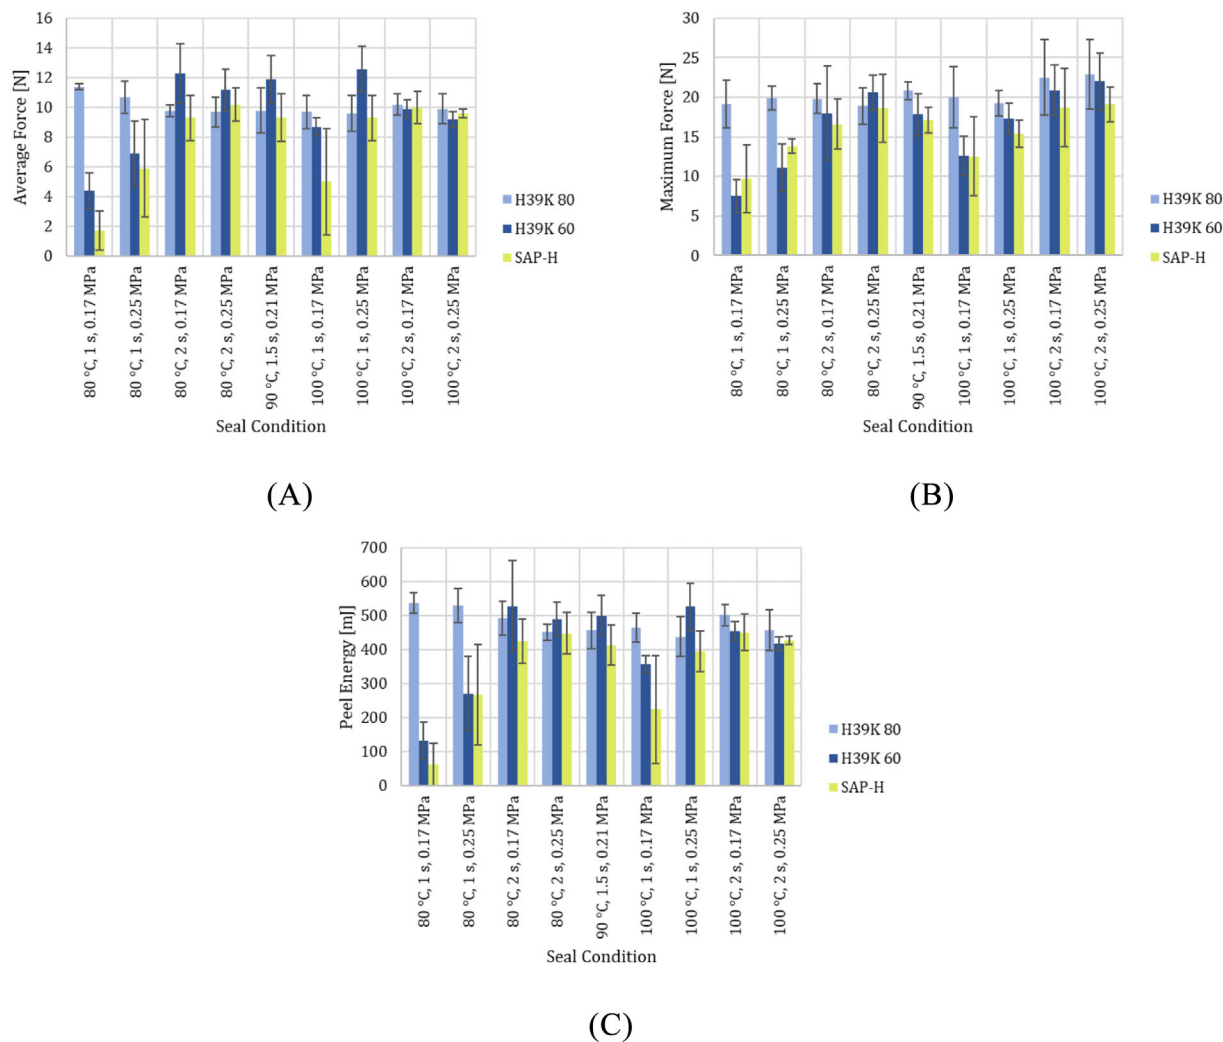 Average Force [N]
16
14
12
10
8
6
4
2
0
80 °C, 1 s, 0.17 MPa
80 °C, 1 s, 0.25 MPa
80 °C, 2 s, 0.17 MPa
80 °C, 2 s, 0.25 MPa
90 °C, 1.5 s, 0.21 MPa
100 °C, 1 s, 0.17 MPa
100 °C, 1 s, 0.25 MPa
100 °C, 2 s, 0.17 MPa
100 °C, 2 s, 0.25 MPa
Seal Condition
H39K 80
H39K 60
SAP-H
(A)
Maximum Force [N]
30
25
20
15
10
5
0
80 °C, 1 s, 0.17 MPa
80 °C, 1 s, 0.25 MPa
80 °C, 2 s, 0.17 MPa
80 °C, 2 s, 0.25 MPa
90 °C, 1.5 s, 0.21 MPa
100 °C, 1 s, 0.17 MPa
100 °C, 1 s, 0.25 MPa
100 °C, 2 s, 0.17 MPa
100 °C, 2 s, 0.25 MPa
Seal Condition
H39K 80
H39K 60
SAP-H
(B)
Peel Energy [mJ]
700
600
500
400
300
200
100
0
80 °C, 1 s, 0.17 MPa
80 °C, 1 s, 0.25 MPa
80 °C, 2 s, 0.17 MPa
80 °C, 2 s, 0.25 MPa
90 °C, 1.5 s, 0.21 MPa
100 °C, 1 s, 0.17 MPa
100 °C, 1 s, 0.25 MPa
100 °C, 2 s, 0.17 MPa
100 °C, 2 s, 0.25 MPa
Seal Condition
H39K 80
H39K 60
SAP-H
(C)